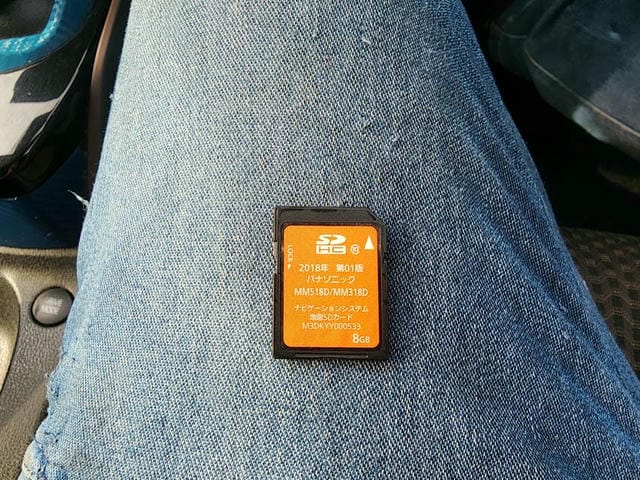 SD
HC ⑩
LOCK
2018年 第01版
パナソニック
MM518D/MM318D
ナビゲーションシステム
地図SDカード
M3DKYY000533
8GB